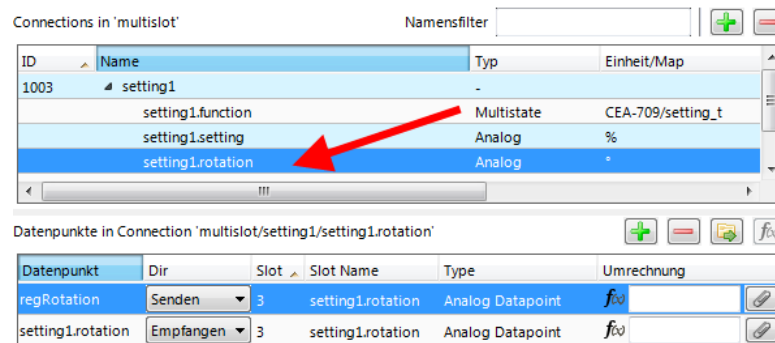 Connections in 'multislot' Namensfilter
ID Name Typ Einheit/Map
1003 setting1 -
setting1.function Multistate CEA-709/setting_t
setting1.setting Analog %
setting1.rotation Analog °
Datenpunkte in Connection 'multislot/setting1/setting1.rotation'
Datenpunkt Dir Slot Slot Name Type Umrechnung
regRotation Senden 3 setting1.rotation Analog Datapoint f(x)
setting1.rotation Empfangen 3 setting1.rotation Analog Datapoint f(x)